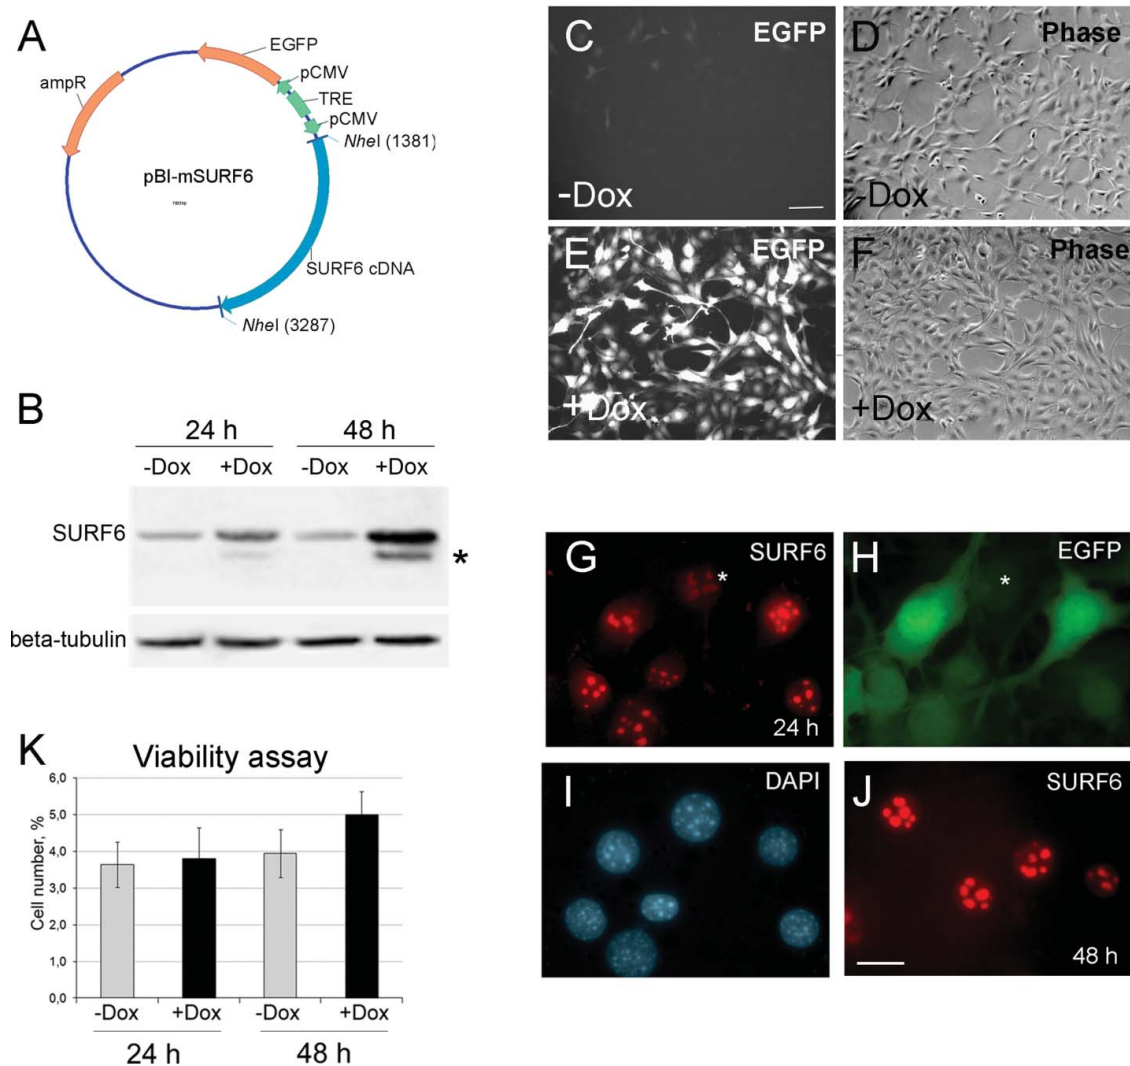 A
EGFP
ampR
pCMV
TRE
pCMV
NheI (1381)
pBI-mSURF6
SURF6 cDNA
NheI (3287)
B
24 h 48 h
-Dox +Dox -Dox +Dox
SURF6
*
beta-tubulin
K Viability assay
Cell number, %
6,0
5,0
4,0
3,0
2,0
1,0
0,0
-Dox +Dox -Dox +Dox
24 h 48 h
C EGFP
-Dox
D Phase
-Dox
E EGFP
+Dox
F Phase
+Dox
G SURF6
*
24 h
H EGFP
*
I DAPI
J SURF6
48 h